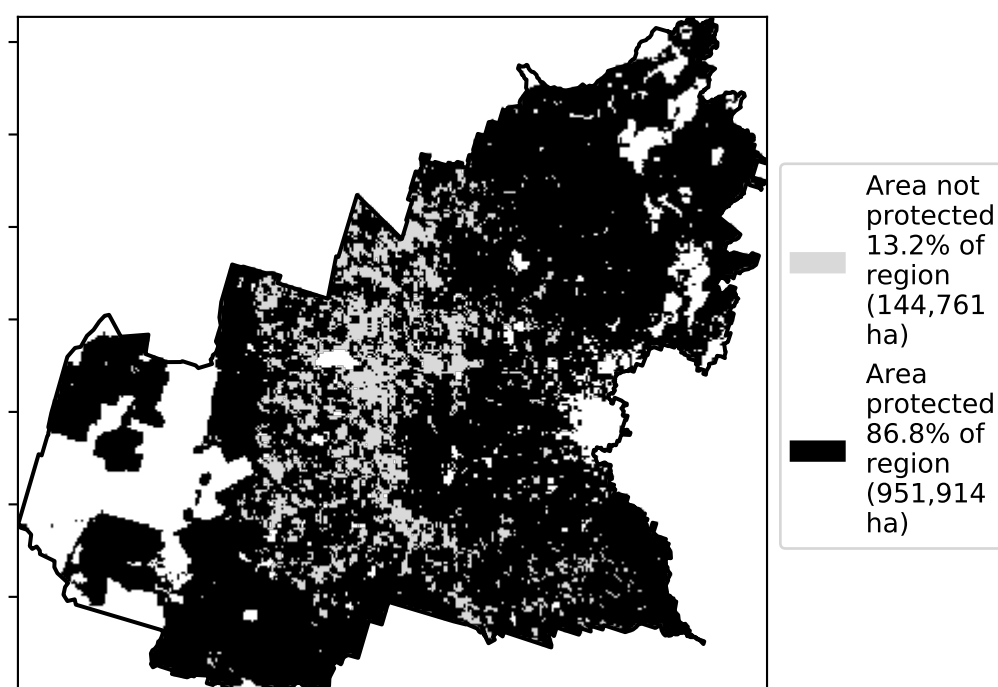 Area not
protected
13.2% of
region
(144,761
ha)
Area
protected
86.8% of
region
(951,914
ha)